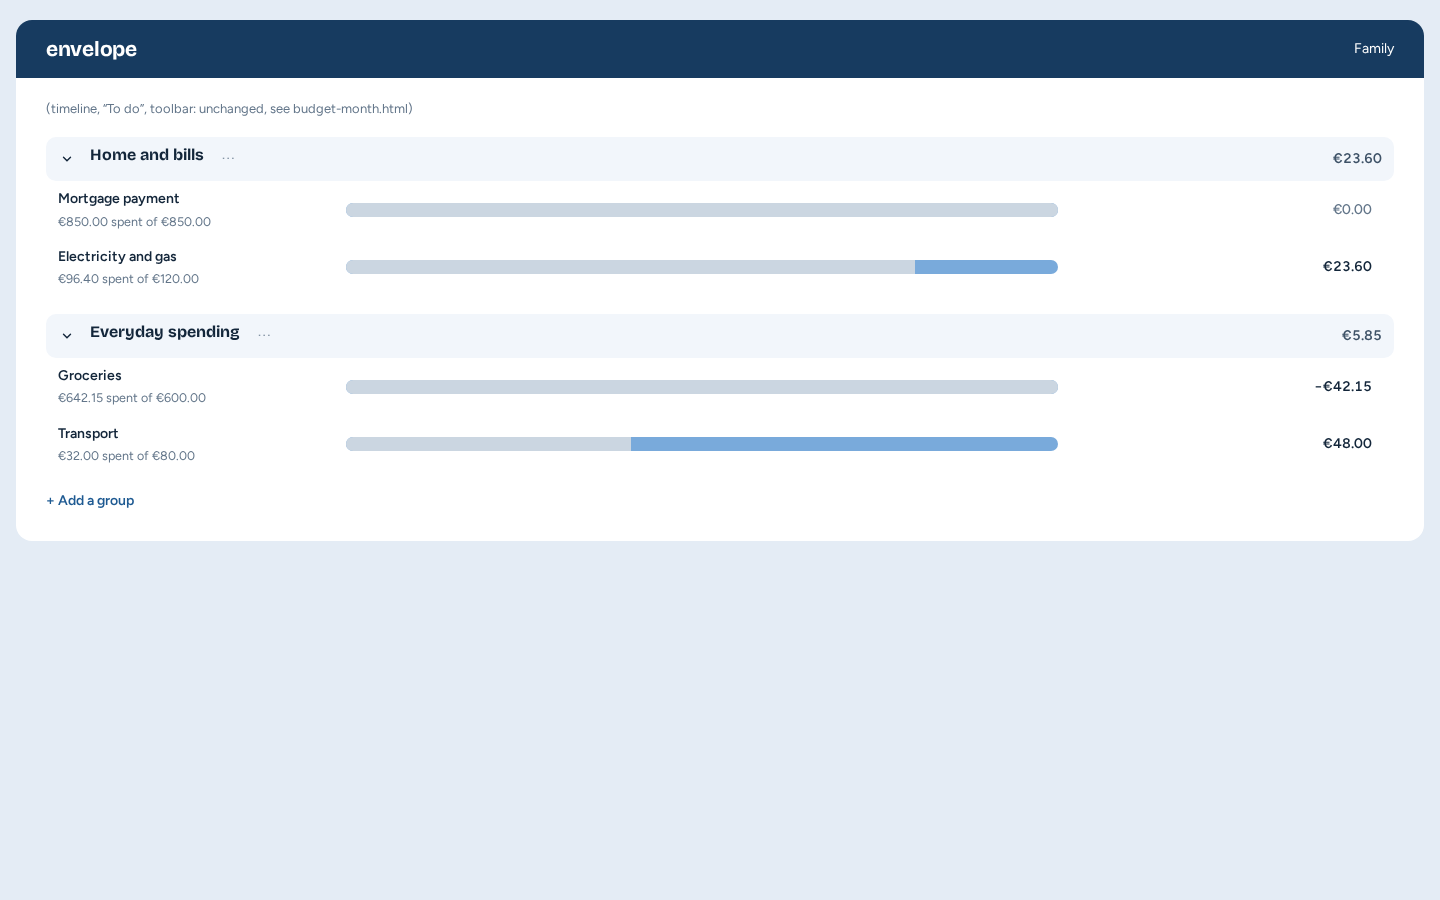 envelope
Family
(timeline, “To do”, toolbar: unchanged, see budget-month.html)
Home and bills ... €23.60
Mortgage payment
€850.00 spent of €850.00
€0.00
Electricity and gas
€96.40 spent of €120.00
€23.60
Everyday spending ... €5.85
Groceries
€642.15 spent of €600.00
-€42.15
Transport
€32.00 spent of €80.00
€48.00
+ Add a group